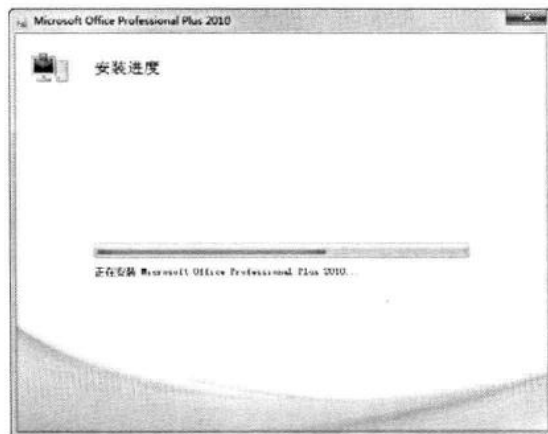 Microsoft Office Professional Plus 2010
安装进度
正在安装 Microsoft Office Professional Plus 2010...